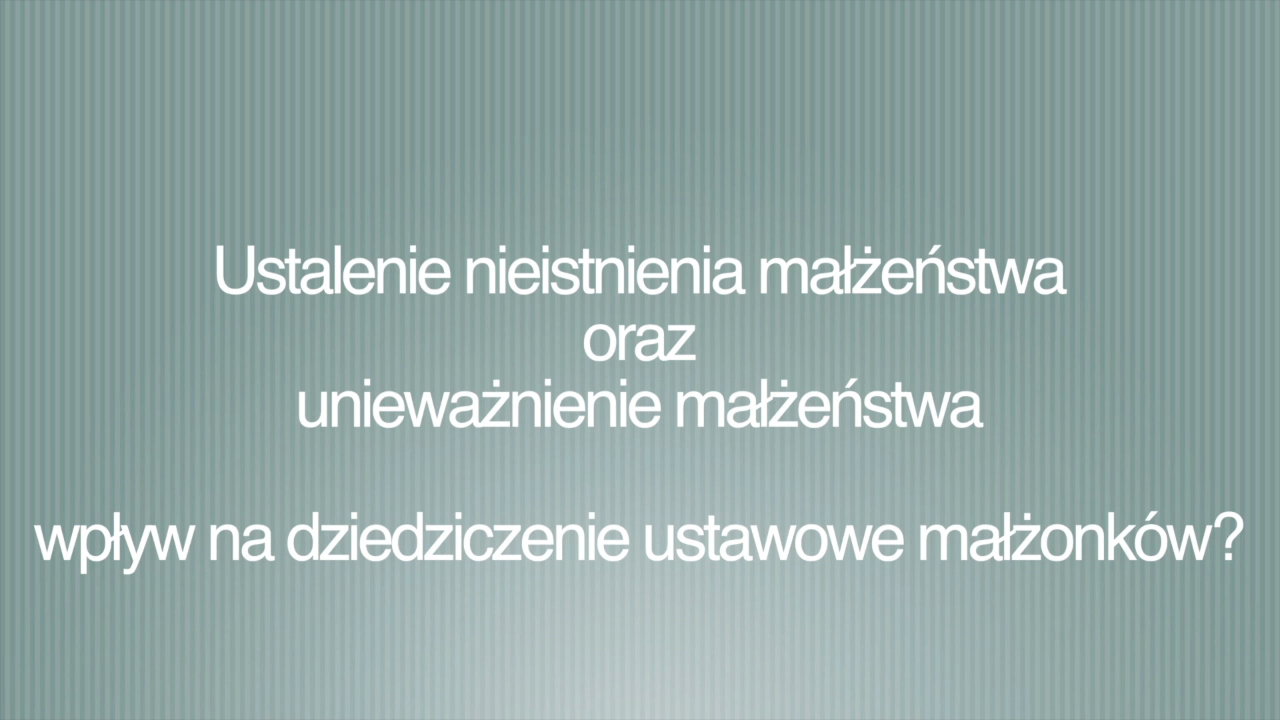 Ustalenie nieistnienia małżeństwa
oraz
unieważnienie małżeństwa
wpływ na dziedziczenie ustawowe małżonków?